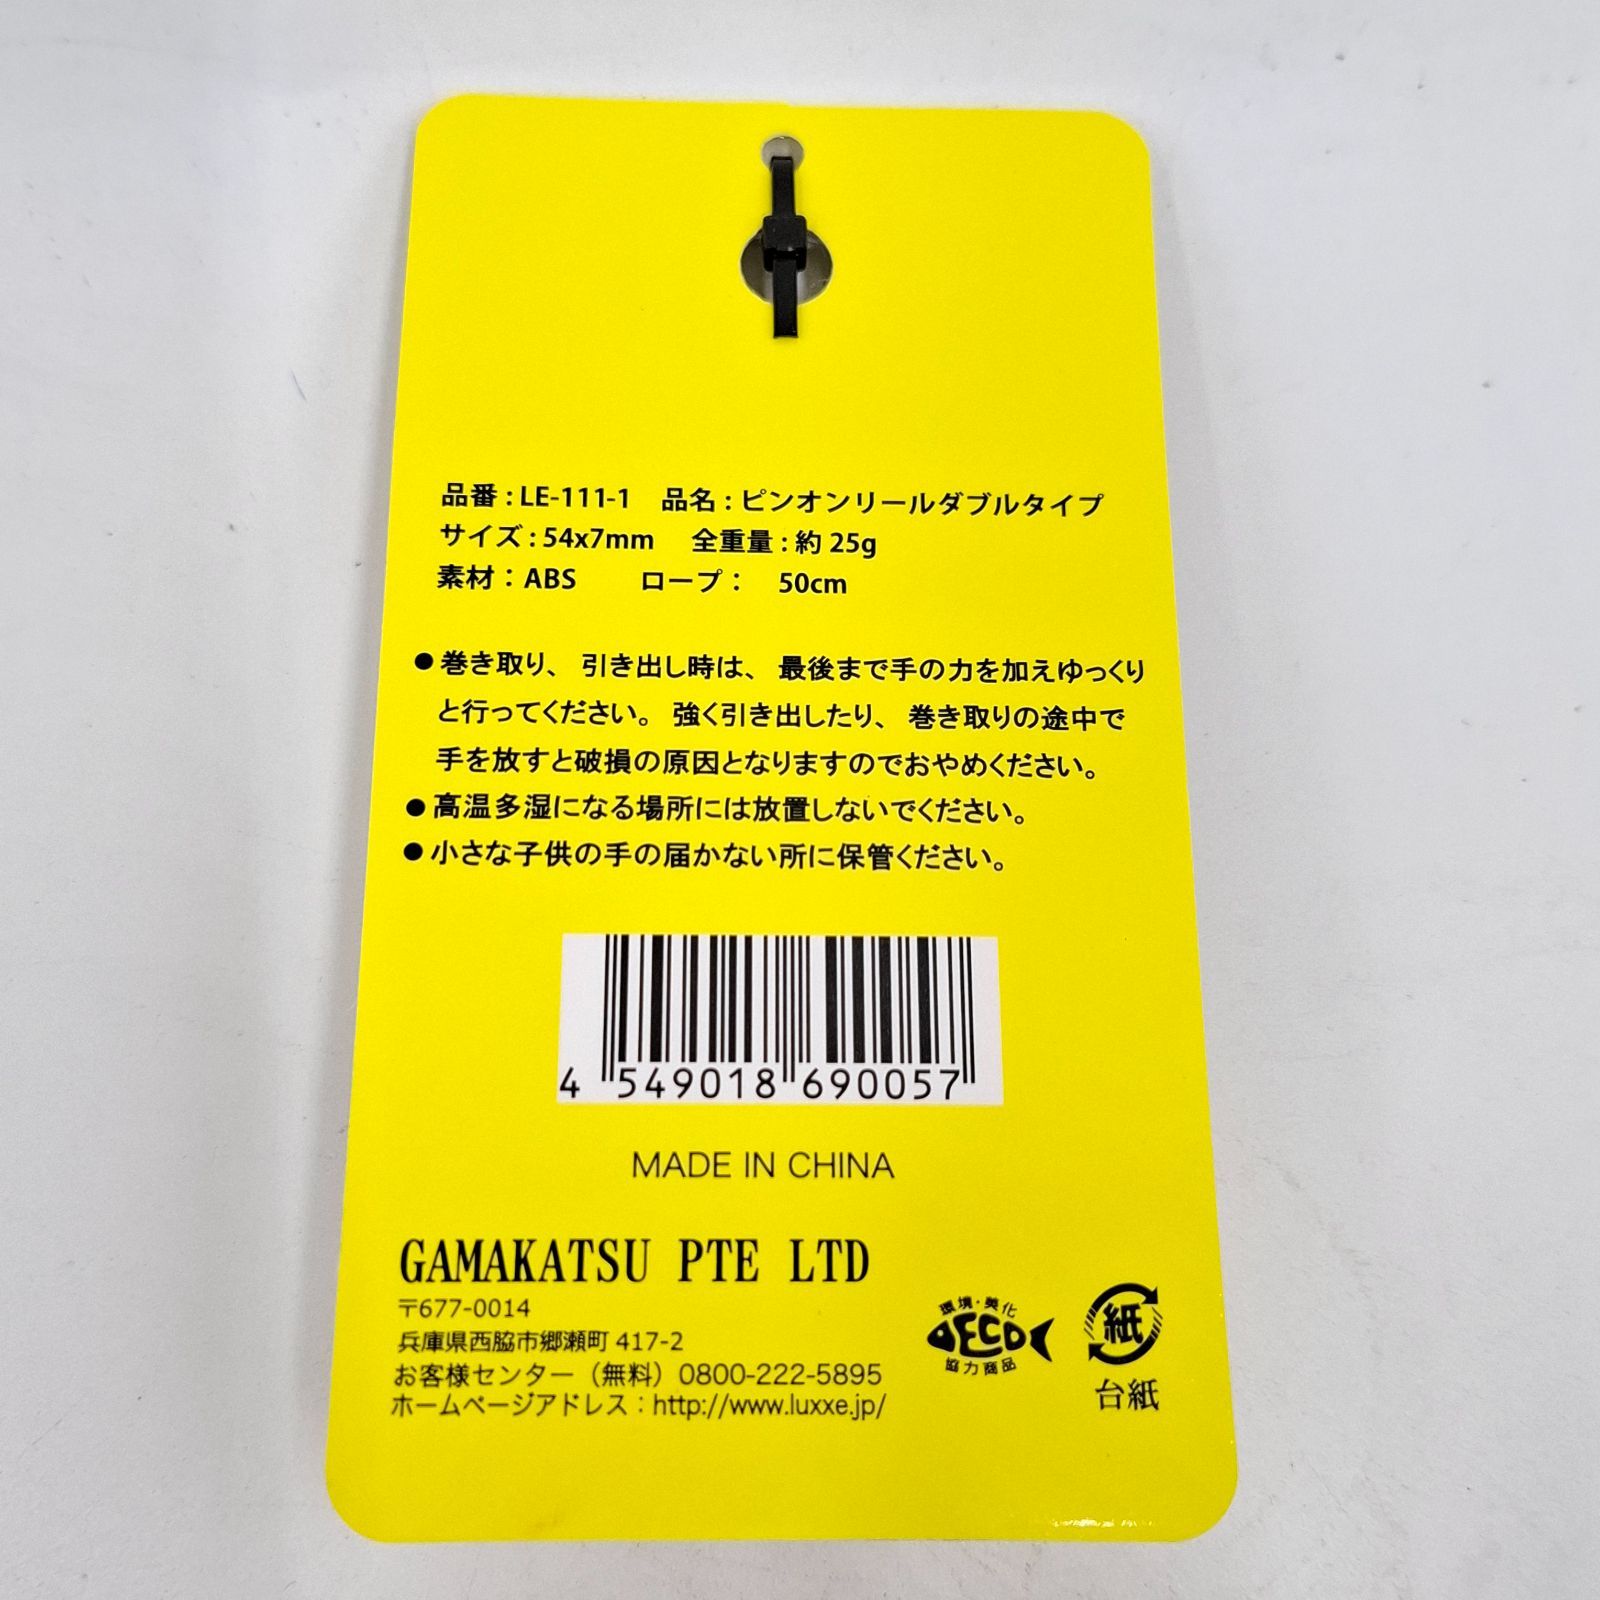 品番 : LE-111-1 品名 : ピンオンリールダブルタイプ
サイズ : 54x7mm 全重量 : 約 25g
素材 : ABS ロープ : 50cm
●巻き取り、引き出し時は、最後まで手の力を加えゆっくり
と行ってください。強く引き出したり、巻き取りの途中で
手を放すと破損の原因となりますのでおやめください。
●高温多湿になる場所には放置しないでください。
●小さな子供の手の届かない所に保管ください。
4 549018 690057
MADE IN CHINA
GAMAKATSU PTE LTD
〒677-0014
兵庫県西脇市郷瀬町 417-2
お客様センター（無料）0800-222-5895
ホームページアドレス：http://www.luxxe.jp/
環境・美化
ECO
協力商品
紙
台紙